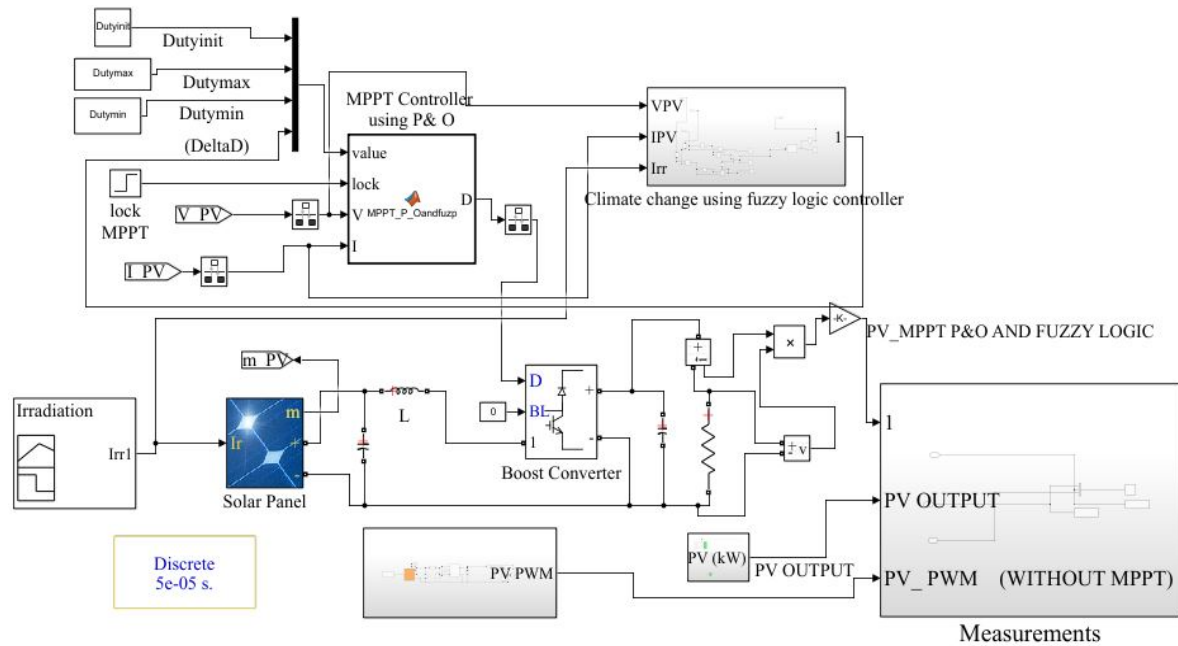 Dutyinit
Dutyinit
Dutymax
Dutymax
Dutymin
Dutymin
(DeltaD)
MPPT Controller
using P& O
value
lock
V
I
MPPT_P_Oandfuzp
D
lock
MPPT
V_PV
I_PV
VPV
IPV
Irr
1
Climate change using fuzzy logic controller
-K-
PV_MPPT P&O AND FUZZY LOGIC
m_PV
Irradiation
Irr1
Ir
m
+
-
Solar Panel
L
0
D
BL
1
+
-
Boost Converter
+
i
-
×
+
-
v
Discrete
5e-05 s.
PV PWM
PV (kW)
PV OUTPUT
1
PV OUTPUT
PV_ PWM
(WITHOUT MPPT)
Measurements